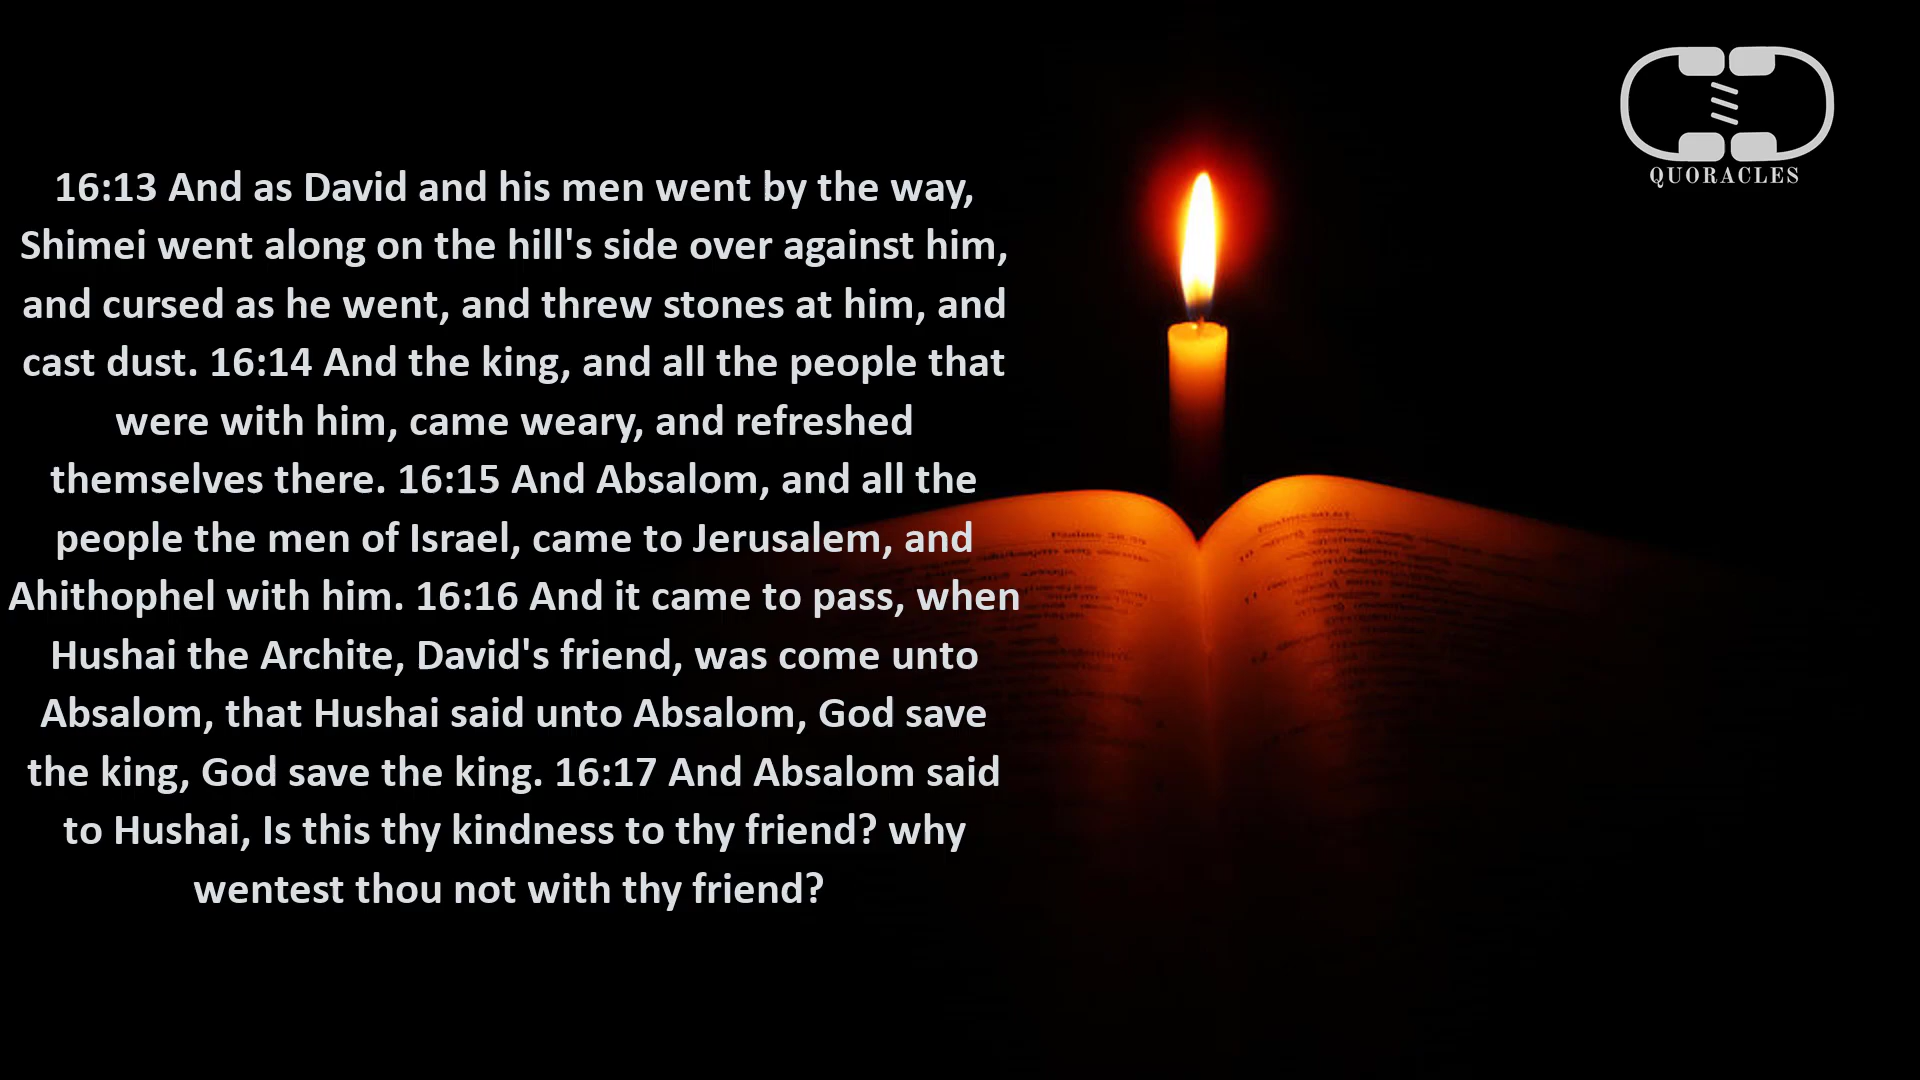 16:13 And as David and his men went by the way,
Shimei went along on the hill's side over against him,
and cursed as he went, and threw stones at him, and
cast dust. 16:14 And the king, and all the people that
were with him, came weary, and refreshed
themselves there. 16:15 And Absalom, and all the
people the men of Israel, came to Jerusalem, and
Ahithophel with him. 16:16 And it came to pass, when
Hushai the Archite, David's friend, was come unto
Absalom, that Hushai said unto Absalom, God save
the king, God save the king. 16:17 And Absalom said
to Hushai, Is this thy kindness to thy friend? why
wentest thou not with thy friend?
QUORACLES